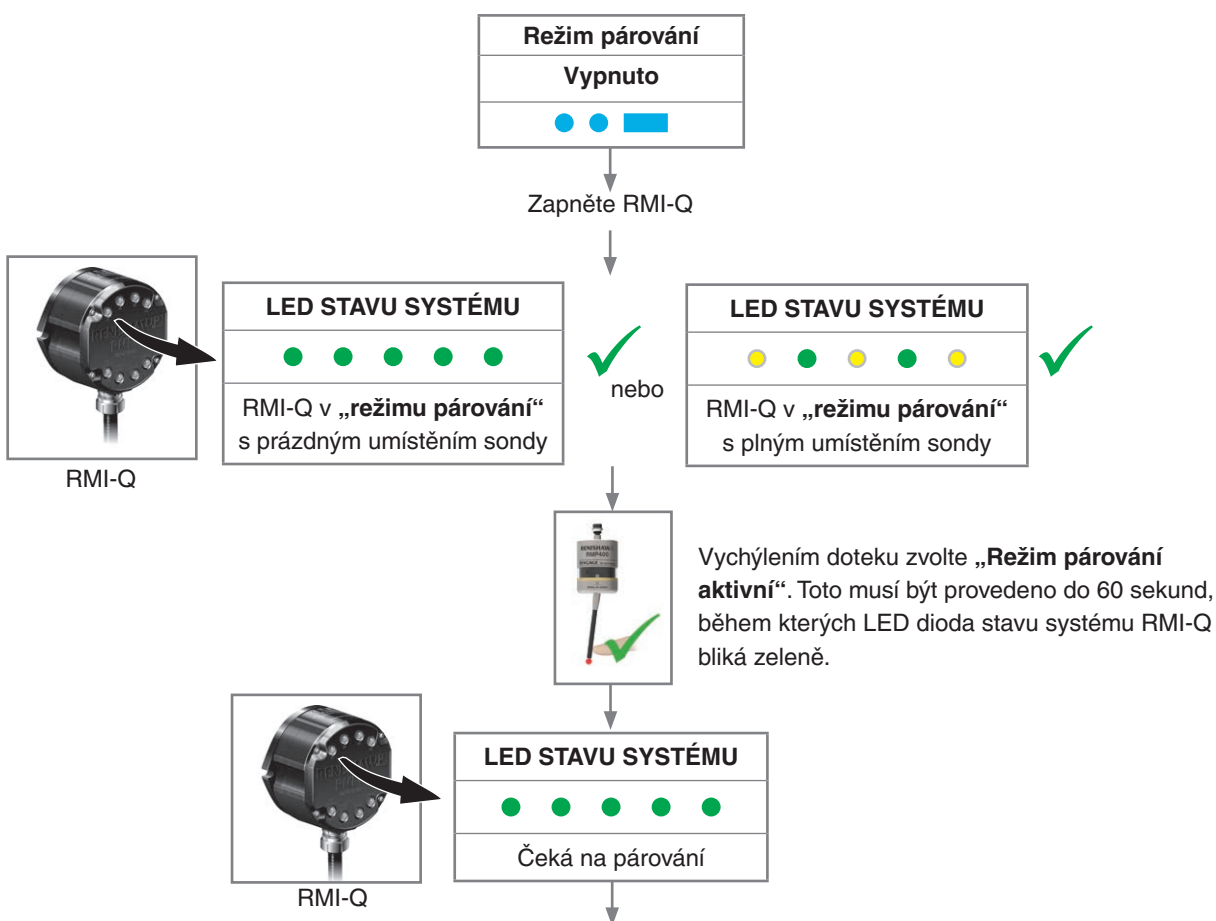 Režim párování
Vypnuto
Zapněte RMI-Q
RMI-Q
LED STAVU SYSTÉMU
RMI-Q v „režimu párování“
s prázdným umístěním sondy
nebo
LED STAVU SYSTÉMU
RMI-Q v „režimu párování“
s plným umístěním sondy
RENISHAW
RMP400
Vychýlením doteku zvolte „Režim párování
aktivní“. Toto musí být provedeno do 60 sekund,
během kterých LED dioda stavu systému RMI-Q
bliká zeleně.
RMI-Q
LED STAVU SYSTÉMU
Čeká na párování